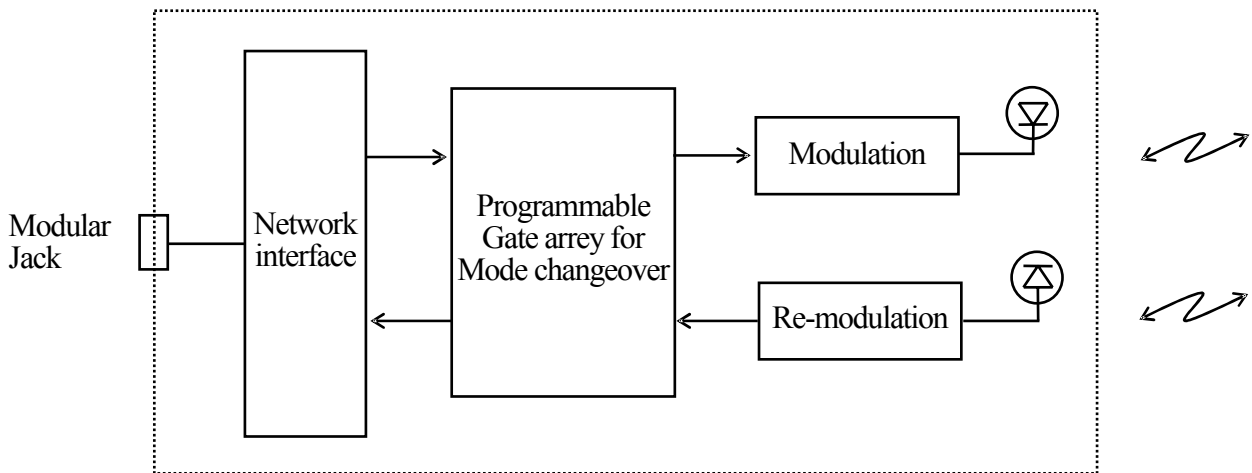 Modular
Jack
Network
interface
Programmable
Gate arrey for
Mode changeover
Modulation
Re-modulation